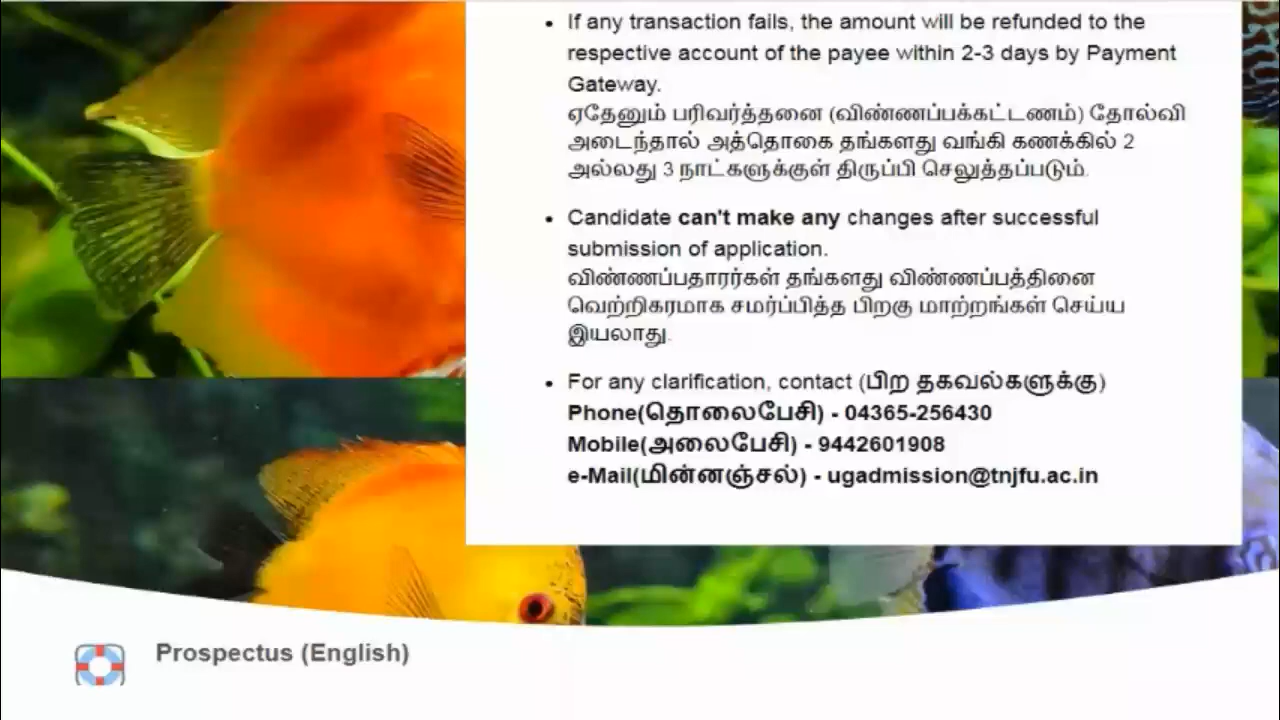 If any transaction fails, the amount will be refunded to the
respective account of the payee within 2-3 days by Payment
Gateway.
ஏதேனும் பரிவர்த்தனை (விண்ணப்பக்கட்டணம்) தோல்வி
அடைந்தால் அத்தொகை தங்களது வங்கி கணக்கில் 2
அல்லது 3 நாட்களுக்குள் திருப்பி செலுத்தப்படும்.
Candidate can't make any changes after successful
submission of application.
விண்ணப்பதாரர்கள் தங்களது விண்ணப்பத்தினை
வெற்றிகரமாக சமர்ப்பித்த பிறகு மாற்றங்கள் செய்ய
இயலாது.
For any clarification, contact (பிற தகவல்களுக்கு)
Phone(தொலைபேசி) - 04365-256430
Mobile(அலைபேசி) - 9442601908
e-Mail(மின்னஞ்சல்) - ugadmission@tnjfu.ac.in
Prospectus (English)